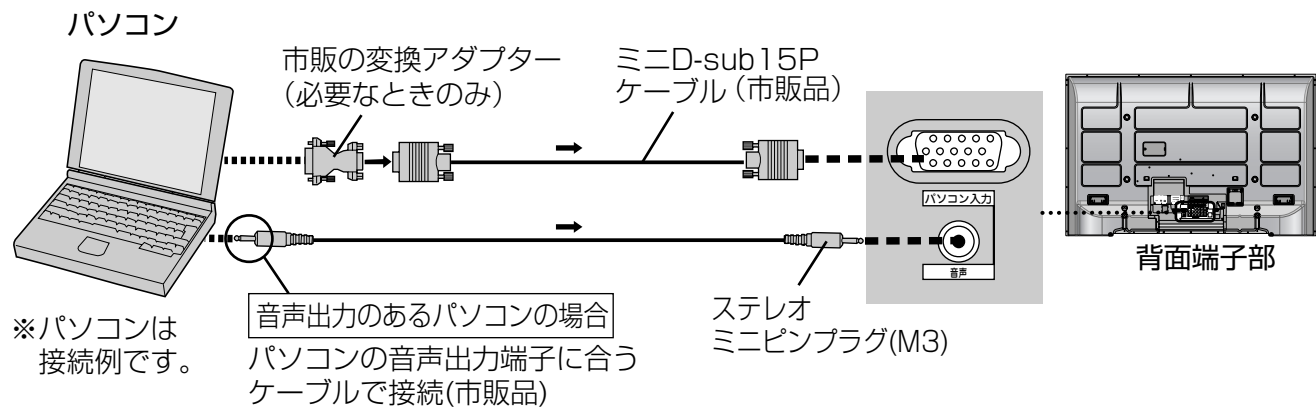 パソコン
市販の変換アダプター
（必要なときのみ）
ミニD-sub15P
ケーブル（市販品）
パソコン入力
音声
背面端子部
※パソコンは
接続例です。
音声出力のあるパソコンの場合
パソコンの音声出力端子に合う
ケーブルで接続(市販品)
ステレオ
ミニピンプラグ(M3)